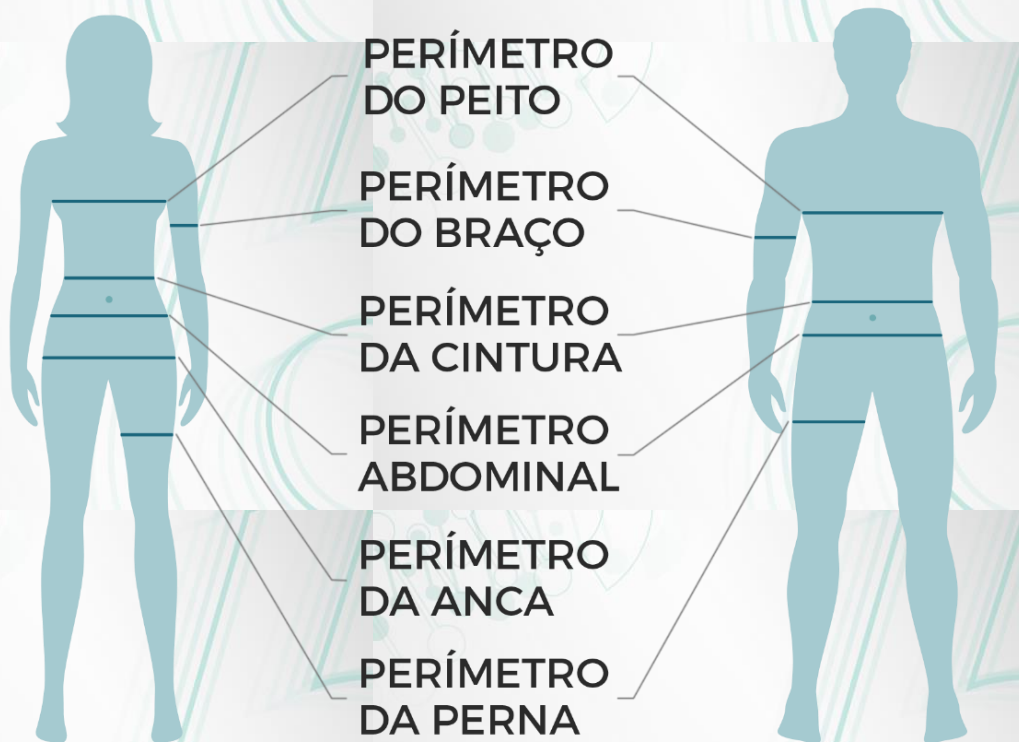 PERÍMETRO
DO PEITO
PERÍMETRO
DO BRAÇO
PERÍMETRO
DA CINTURA
PERÍMETRO
ABDOMINAL
PERÍMETRO
DA ANCA
PERÍMETRO
DA PERNA